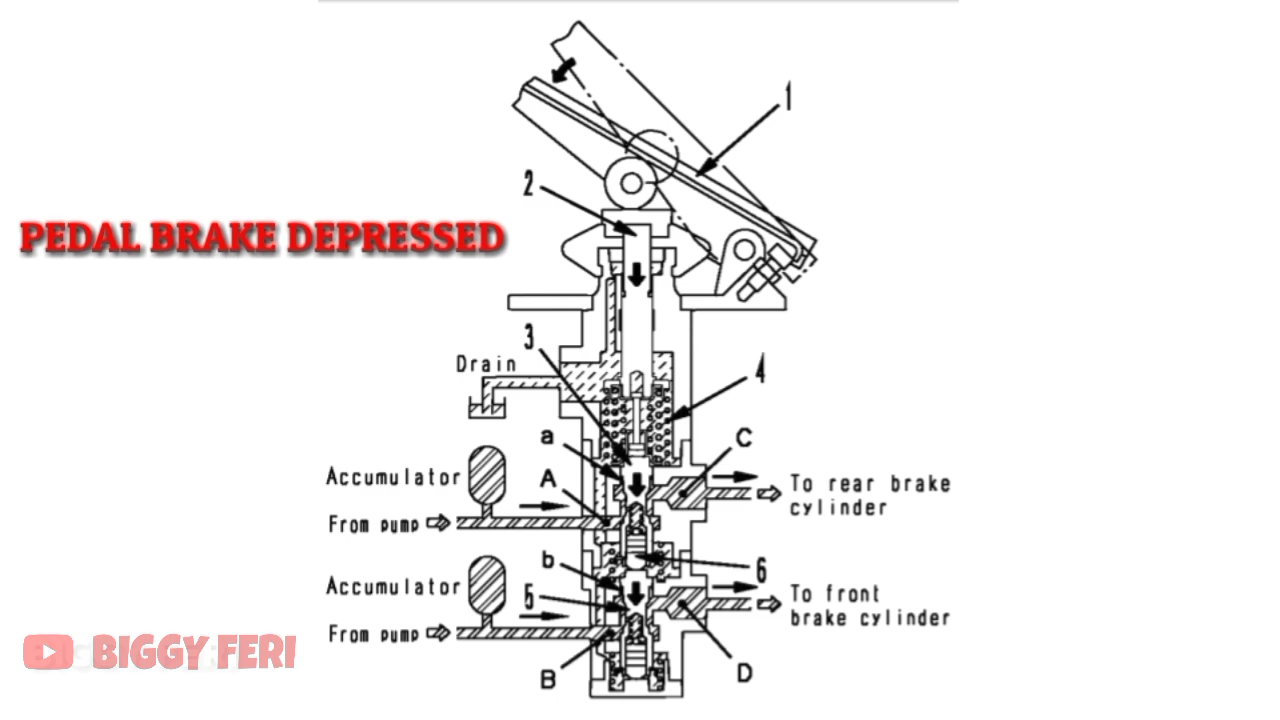 1
2
PEDAL BRAKE DEPRESSED
3
Drain
4
a
C
Accumulator
A
To rear brake
cylinder
From pump
b
6
Accumulator
5
To front
brake cylinder
From pump
BIGGY FERI
B
D